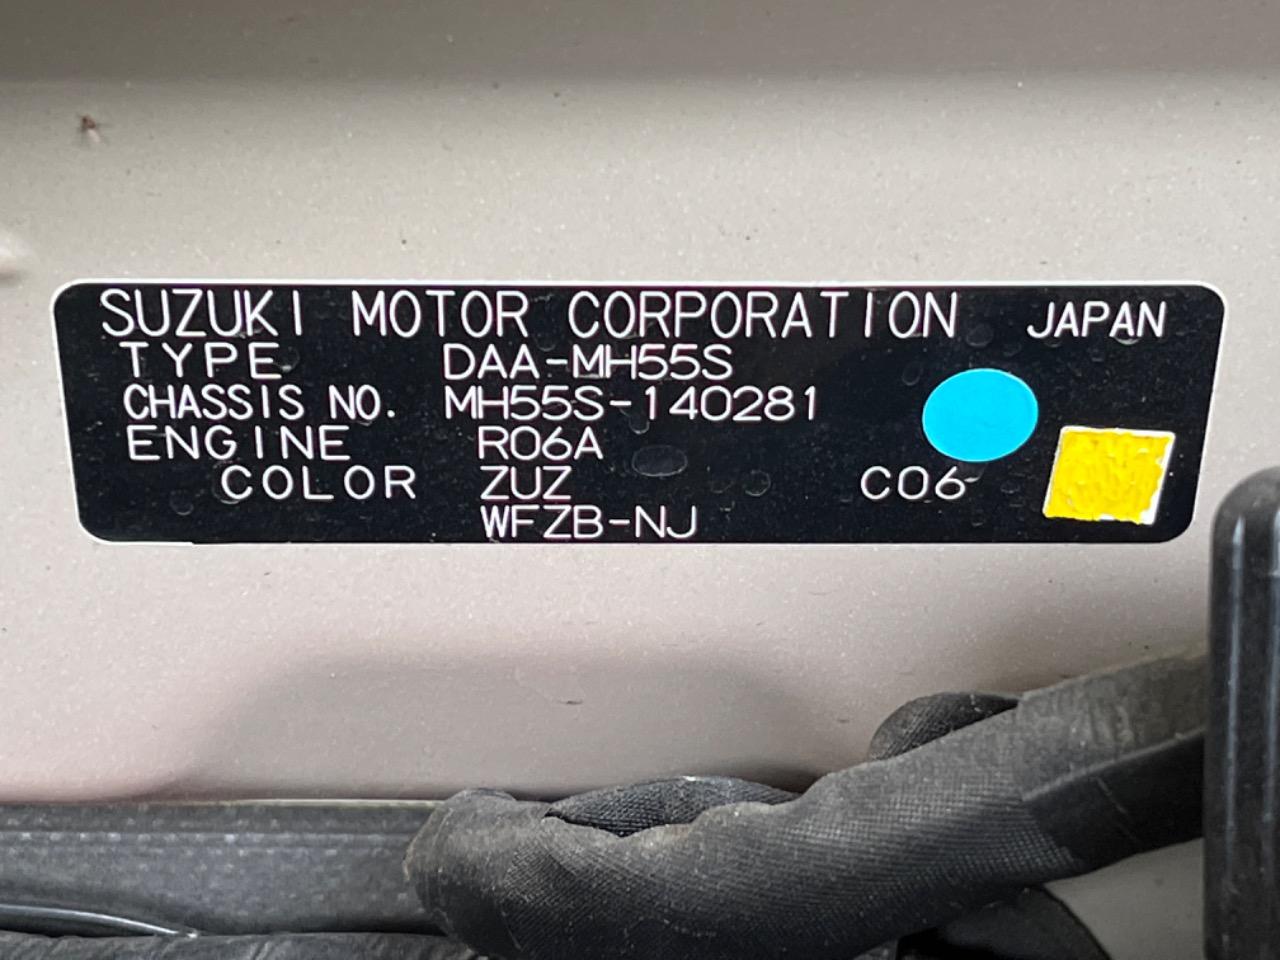 SUZUKI MOTOR CORPORATION JAPAN
TYPE DAA-MH55S
CHASSIS NO. MH55S-140281
ENGINE R06A
COLOR ZUZ C06
WFZB-NJ